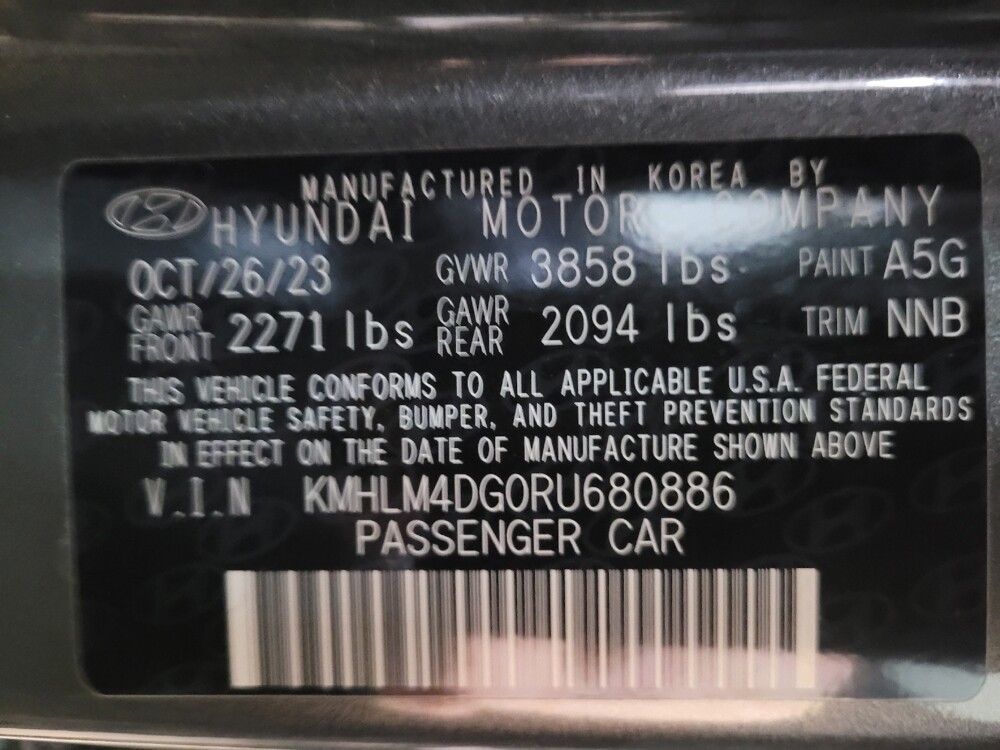 MANUFACTURED IN KOREA BY
HYUNDAI MOTOR COMPANY
OCT/26/23 GVWR 3858 lbs PAINT A5G
GAWR FRONT 2271 lbs GAWR REAR 2094 lbs TRIM NNB
THIS VEHICLE CONFORMS TO ALL APPLICABLE U.S.A. FEDERAL
MOTOR VEHICLE SAFETY, BUMPER, AND THEFT PREVENTION STANDARDS
IN EFFECT ON THE DATE OF MANUFACTURE SHOWN ABOVE
V.I.N KMHLM4DG0RU680886
PASSENGER CAR